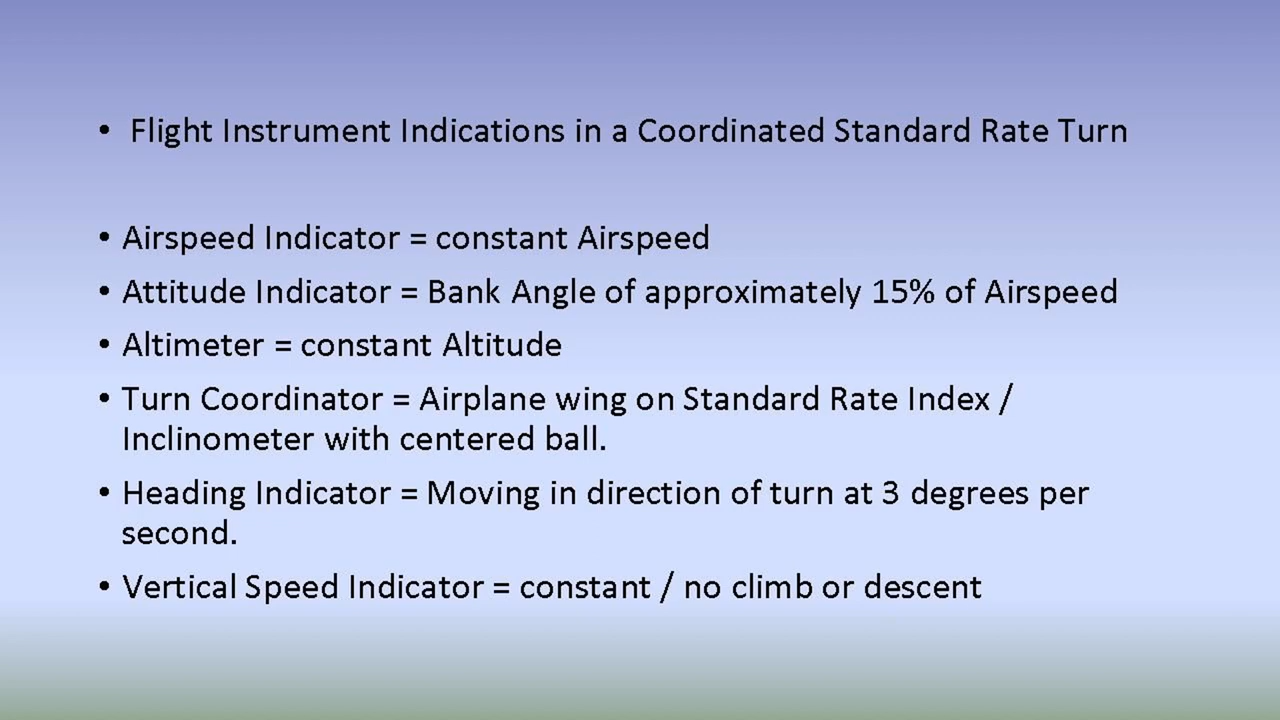 • Flight Instrument Indications in a Coordinated Standard Rate Turn
• Airspeed Indicator = constant Airspeed
• Attitude Indicator = Bank Angle of approximately 15% of Airspeed
• Altimeter = constant Altitude
• Turn Coordinator = Airplane wing on Standard Rate Index /
Inclinometer with centered ball.
• Heading Indicator = Moving in direction of turn at 3 degrees per
second.
• Vertical Speed Indicator = constant / no climb or descent